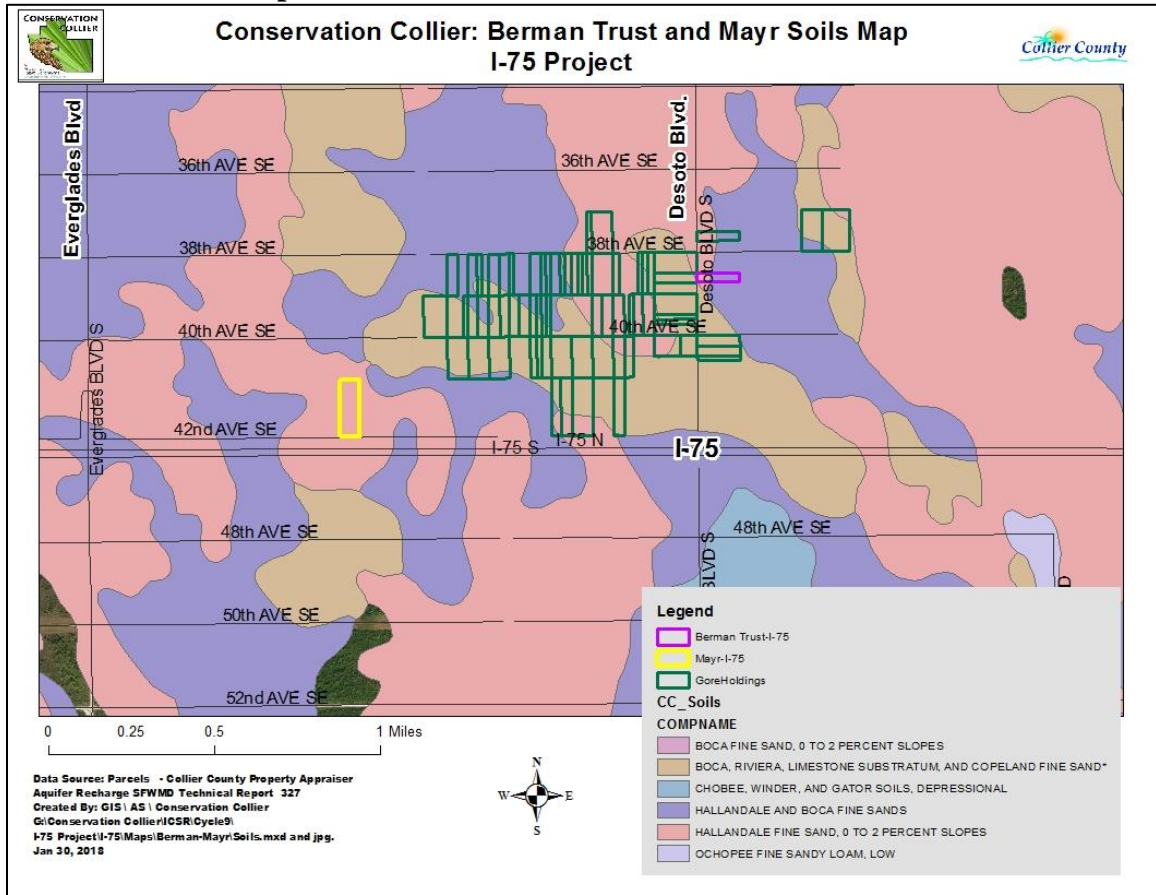 CONSERVATION
COLLIER
Conservation Collier: Berman Trust and Mayr Soils Map
I-75 Project
Collier County
Everglades Blvd
Desoto Blvd.
36th AVE SE
36th AVE SE
Desoto BLVD S
38th AVE SE
38th AVE SE
40th AVE SE
40th AVE SE
Everglades BLVD S
42nd AVE SE
I-75 S
I-75 N
I-75
48th AVE SE
48th AVE SE
BLVD S
D
50th AVE SE
52nd AVE SE
Legend
Berman Trust-I-75
Mayr-I-75
GoreHoldings
CC_Soils
COMPNAME
BOCA FINE SAND, 0 TO 2 PERCENT SLOPES
BOCA, RIVIERA, LIMESTONE SUBSTRATUM, AND COPELAND FINE SAND*
CHOBEE, WINDER, AND GATOR SOILS, DEPRESSIONAL
HALLANDALE AND BOCA FINE SANDS
HALLANDALE FINE SAND, 0 TO 2 PERCENT SLOPES
OCHOPEE FINE SANDY LOAM, LOW
0 0.25 0.5 1 Miles
N
W E
S
Data Source: Parcels - Collier County Property Appraiser
Aquifer Recharge SFWMD Technical Report 327
Created By: GIS \ AS \ Conservation Collier
G:\Conservation Collier\ICSR\Cycle9\
I-75 Project\I-75\Maps\Berman-Mayr\Soils.mxd and jpg.
Jan 30, 2018